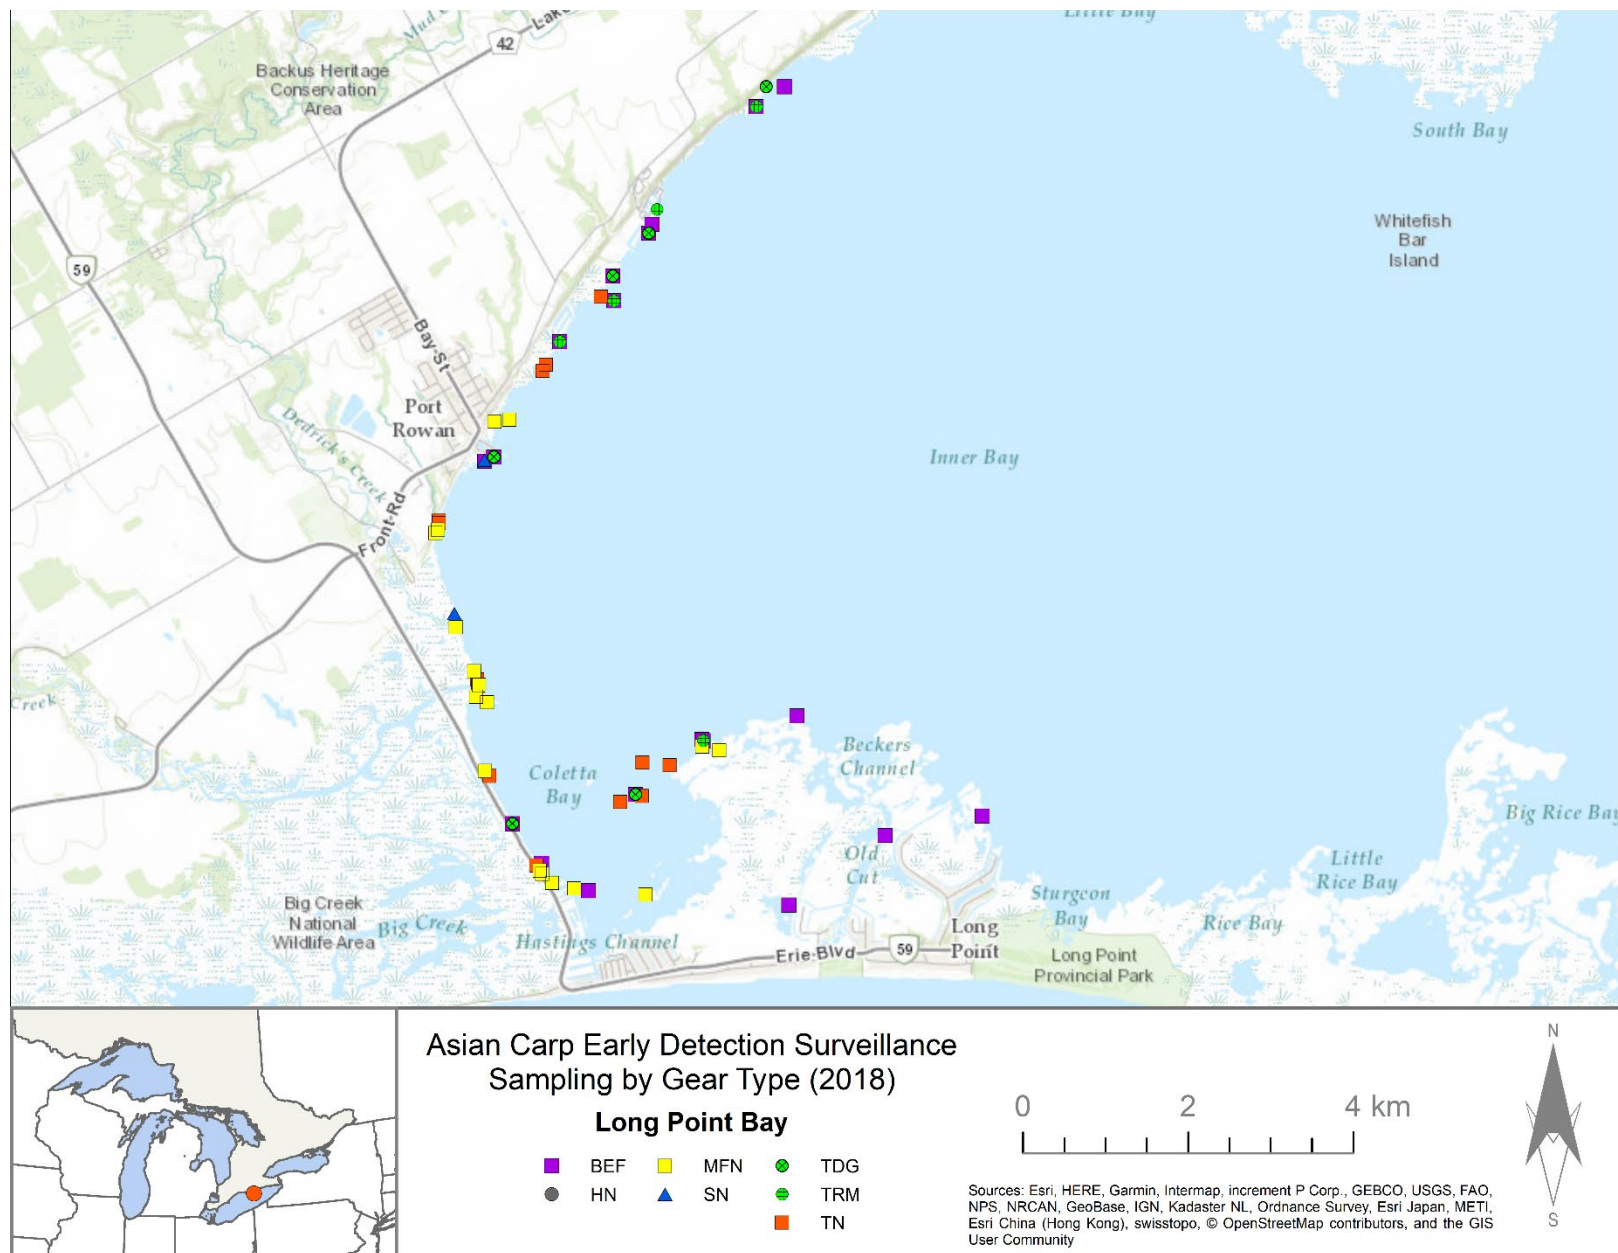 Little Bay
Mud C
Lake
42
Backus Heritage
Conservation
Area
South Bay
Whitefish
Bar
Island
59
Bay St
Port
Rowan
Dedrick's Creek
Inner Bay
Front Rd
Creek
Beckers
Channel
Coletta
Bay
Big Rice Bay
Old
Cut
Little
Rice Bay
Big Creek
National
Wildlife Area
Big Creek
Sturgeon
Bay
Rice Bay
Hastings Channel
Long
Point
Erie Blvd
59
Long Point
Provincial Park
Asian Carp Early Detection Surveillance
Sampling by Gear Type (2018)
Long Point Bay
BEF MFN TDG
HN SN TRM
TN
0 2 4 km
N
S
Sources: Esri, HERE, Garmin, Intermap, increment P Corp., GEBCO, USGS, FAO,
NPS, NRCAN, GeoBase, IGN, Kadaster NL, Ordnance Survey, Esri Japan, METI,
Esri China (Hong Kong), swisstopo, © OpenStreetMap contributors, and the GIS
User Community